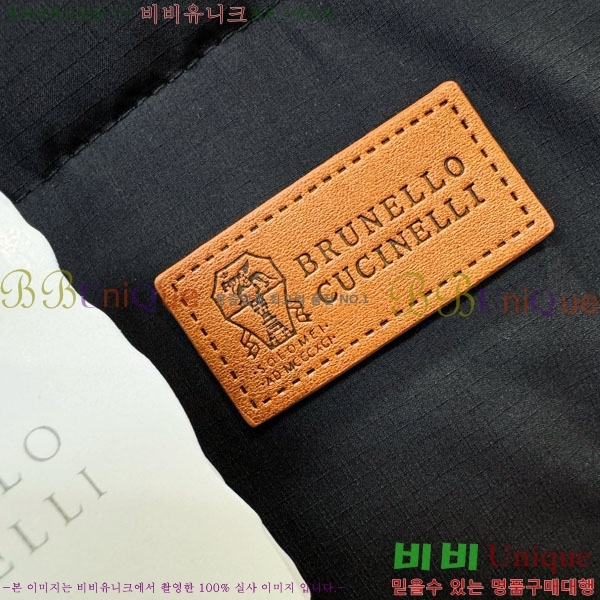 비비유니크
BRUNELLO
CUCINELLI
SOLOMEI
AD MCCCXCI
BBUniQue
BBUniQue
NO.1
LO
ELLI
비비 Unique
믿을수 있는 명품구매대행
-본 이미지는 비비유니크에서 촬영한 100% 실사 이미지 입니다.-